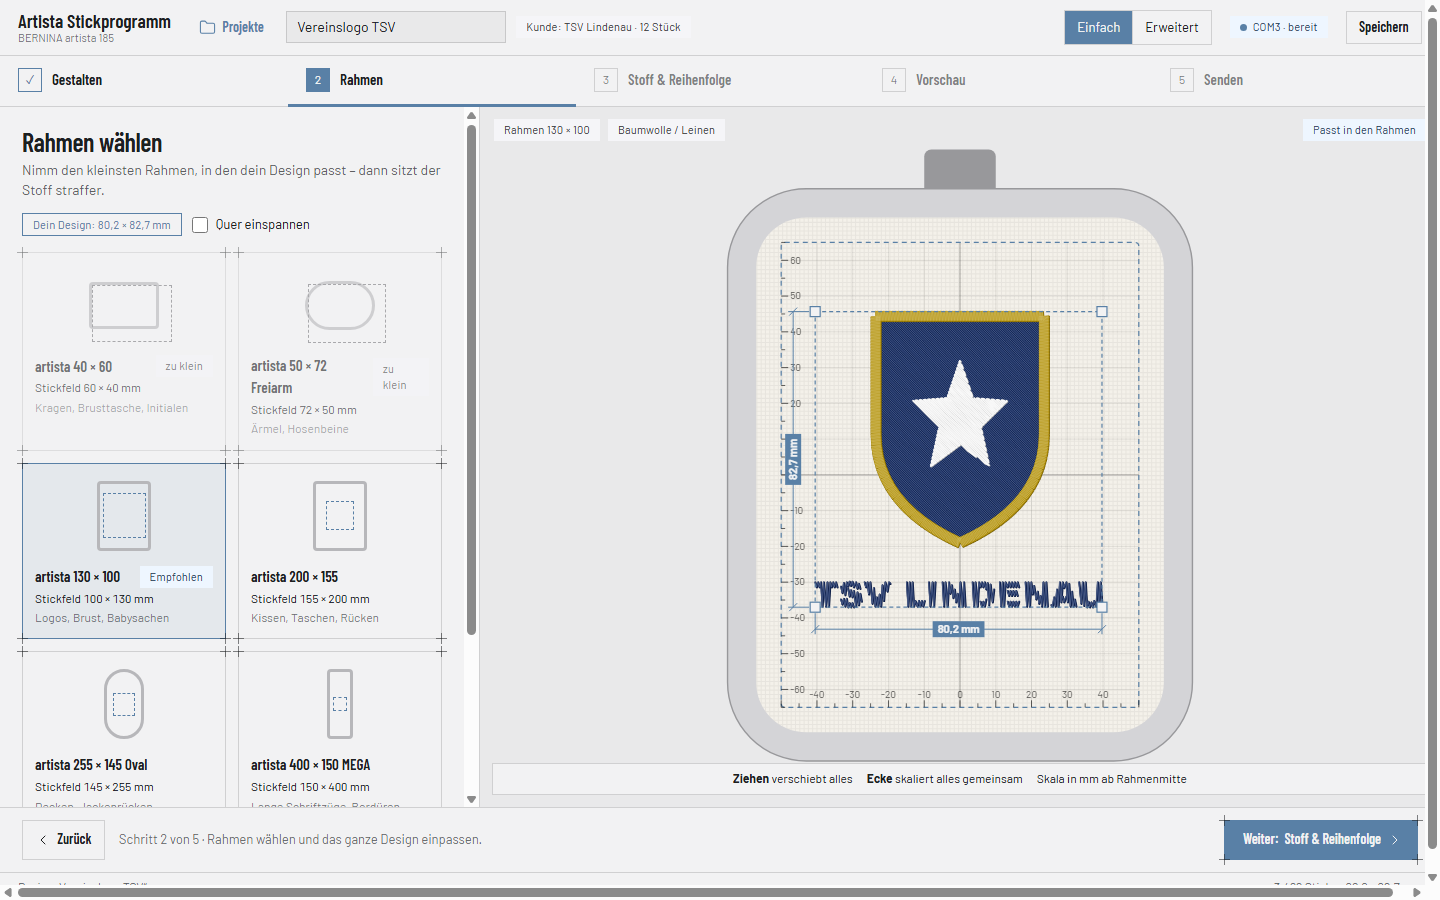 Artista Stickprogramm
BERNINA artista 185
Projekte
Vereinslogo TSV
Kunde: TSV Lindenau · 12 Stück
Einfach
Erweitert
COM3 · bereit
Speichern
Gestalten
2 Rahmen
3 Stoff & Reihenfolge
4 Vorschau
5 Senden
Rahmen wählen
Nimm den kleinsten Rahmen, in den dein Design passt – dann sitzt der
Stoff straffer.
Dein Design: 80,2 × 82,7 mm
Quer einspannen
artista 40 × 60
zu klein
Stickfeld 60 × 40 mm
Kragen, Brusttasche, Initialen
artista 50 × 72
Freiarm
zu
klein
Stickfeld 72 × 50 mm
Ärmel, Hosenbeine
artista 130 × 100
Empfohlen
Stickfeld 100 × 130 mm
Logos, Brust, Babysachen
artista 200 × 155
Stickfeld 155 × 200 mm
Kissen, Taschen, Rücken
artista 255 × 145 Oval
Stickfeld 145 × 255 mm
artista 400 × 150 MEGA
Stickfeld 150 × 400 mm
Rahmen 130 × 100
Baumwolle / Leinen
Passt in den Rahmen
60
50
40
30
20
82,7 mm
-10
-20
-30
TSV LINDENAU
-40
80,2 mm
-50
-60
-40 -30 -20 -10 0 10 20 30 40
Ziehen verschiebt alles Ecke skaliert alles gemeinsam Skala in mm ab Rahmenmitte
Zurück
Schritt 2 von 5 · Rahmen wählen und das ganze Design einpassen.
Weiter: Stoff & Reihenfolge